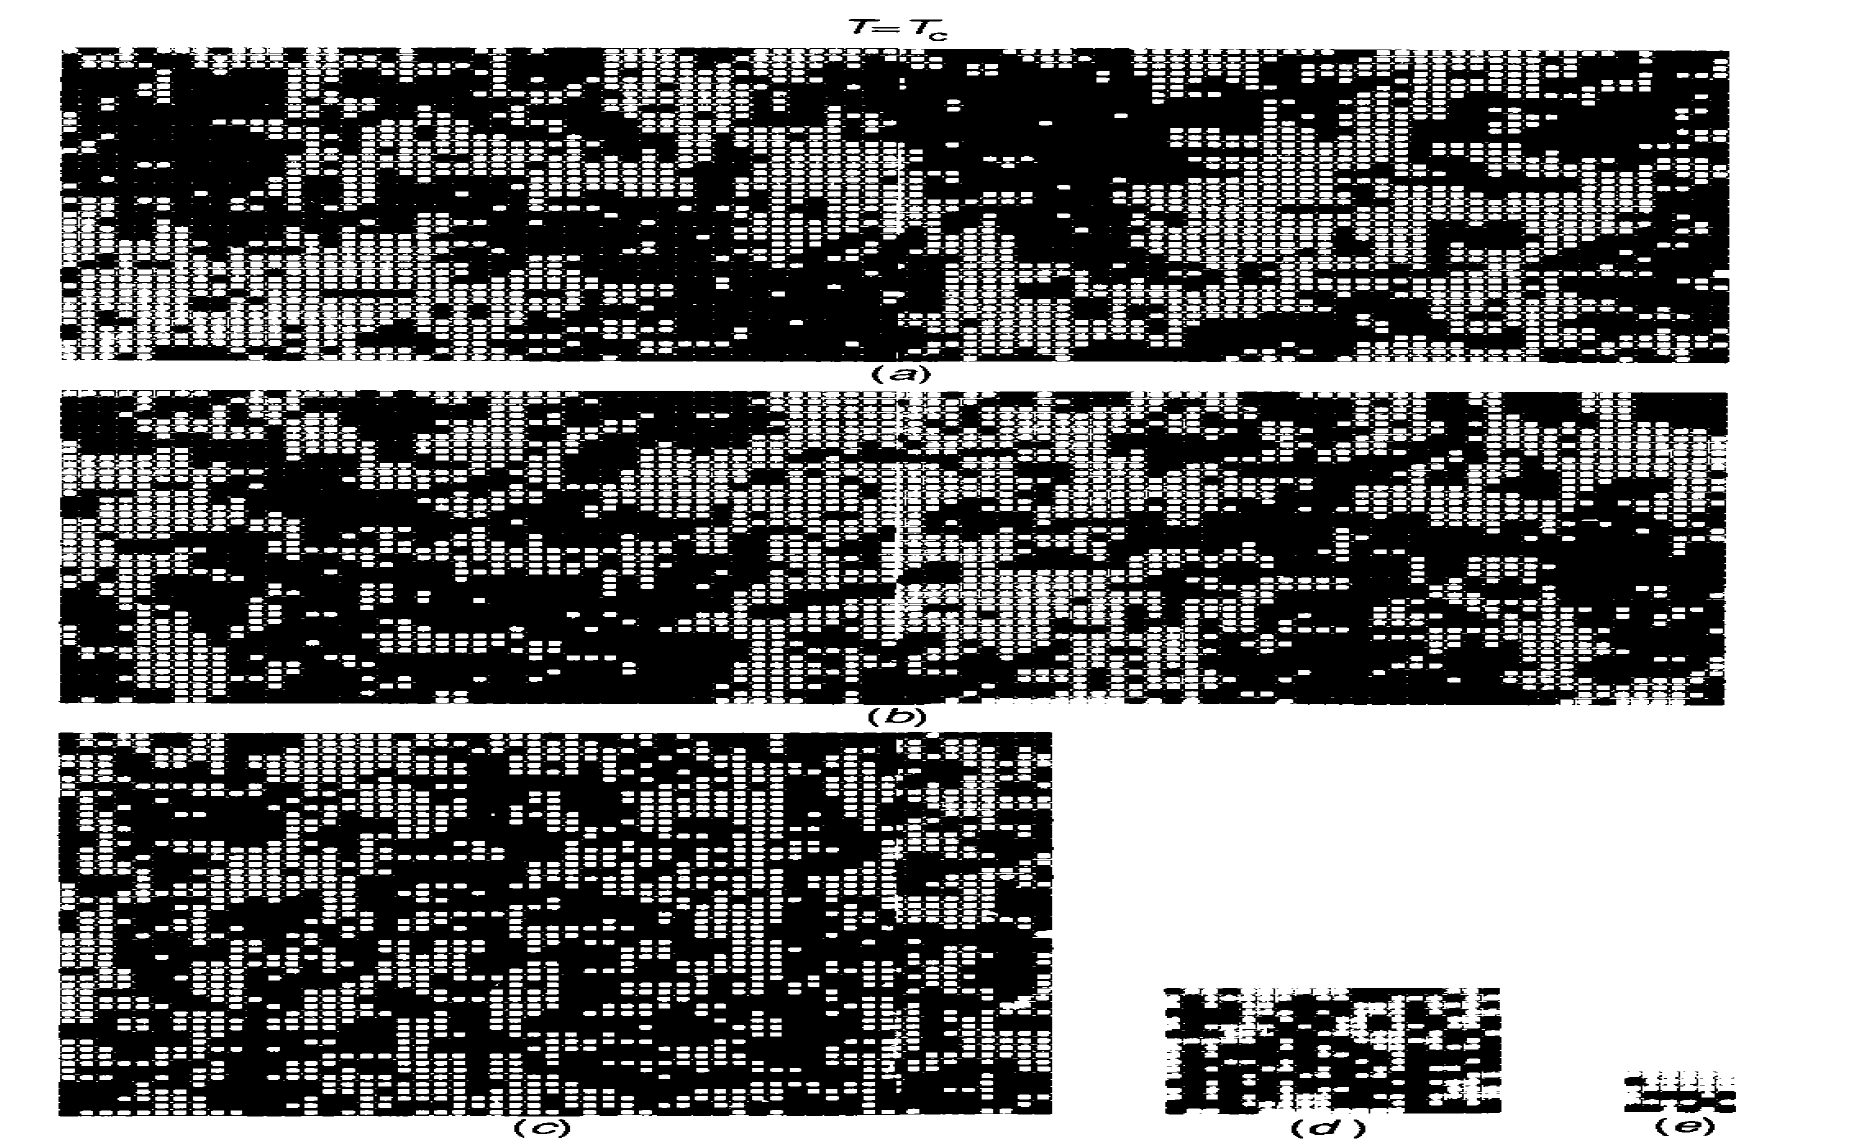 T = T_c
(a)
(b)
(c)
(d)
(e)